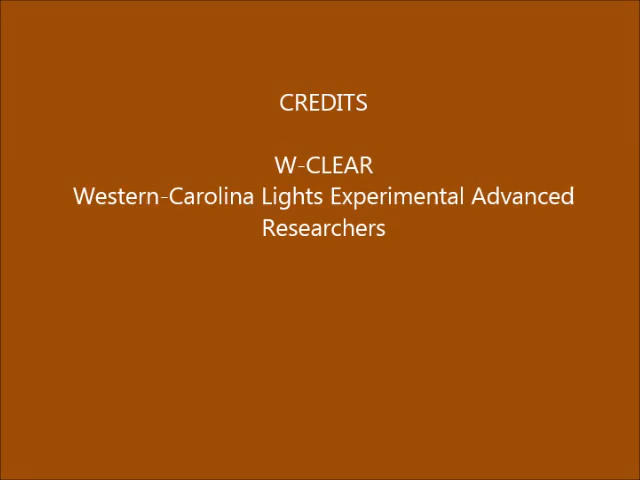 CREDITS
W-CLEAR
Western-Carolina Lights Experimental Advanced
Researchers